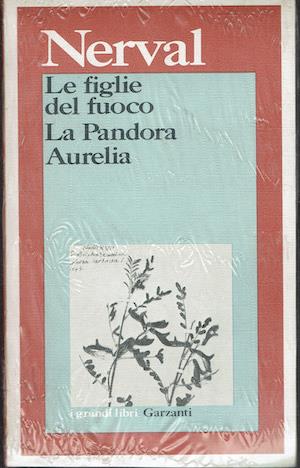 Nerval
Le figlie
del fuoco
La Pandora
Aurelia
i grandi libri Garzanti